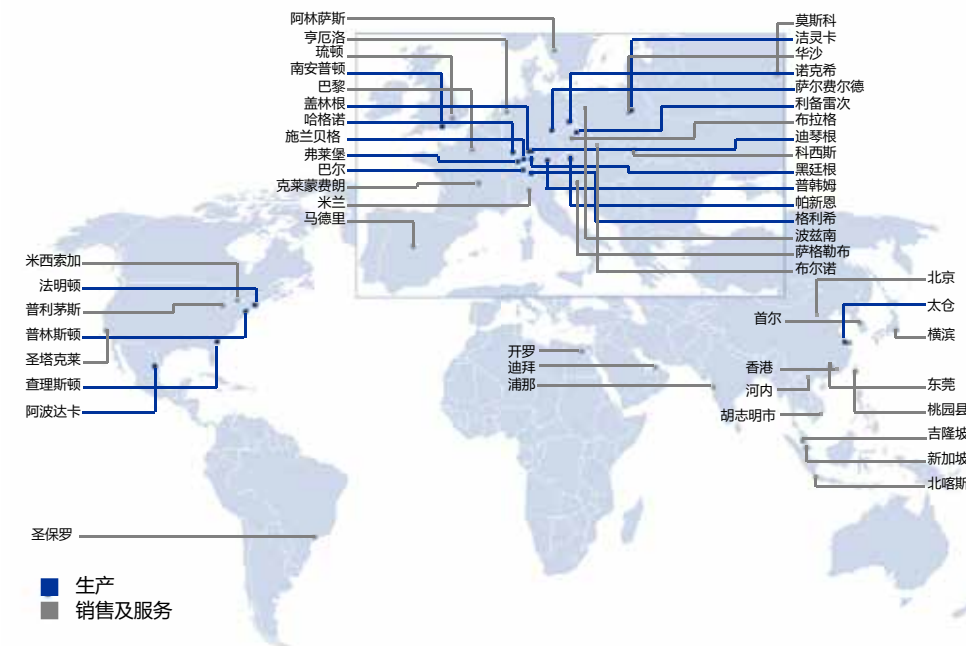 阿林萨斯
亨厄洛
琉顿
南安普顿
巴黎
盖林根
哈格诺
施兰贝格
弗莱堡
巴尔
克莱蒙费朗
米兰
马德里
莫斯科
洁灵卡
华沙
诺克希
萨尔费尔德
利备雷次
布拉格
迪琴根
科西斯
黑廷根
普韩姆
帕新恩
格利希
波兹南
萨格勒布
布尔诺
米西索加
法明顿
普利茅斯
普林斯顿
圣塔克莱
查理斯顿
阿波达卡
圣保罗
开罗
迪拜
浦那
北京
太仓
首尔
横滨
香港
河内
东莞
胡志明市
桃园县
吉隆坡
新加坡
北喀斯
生产
销售及服务